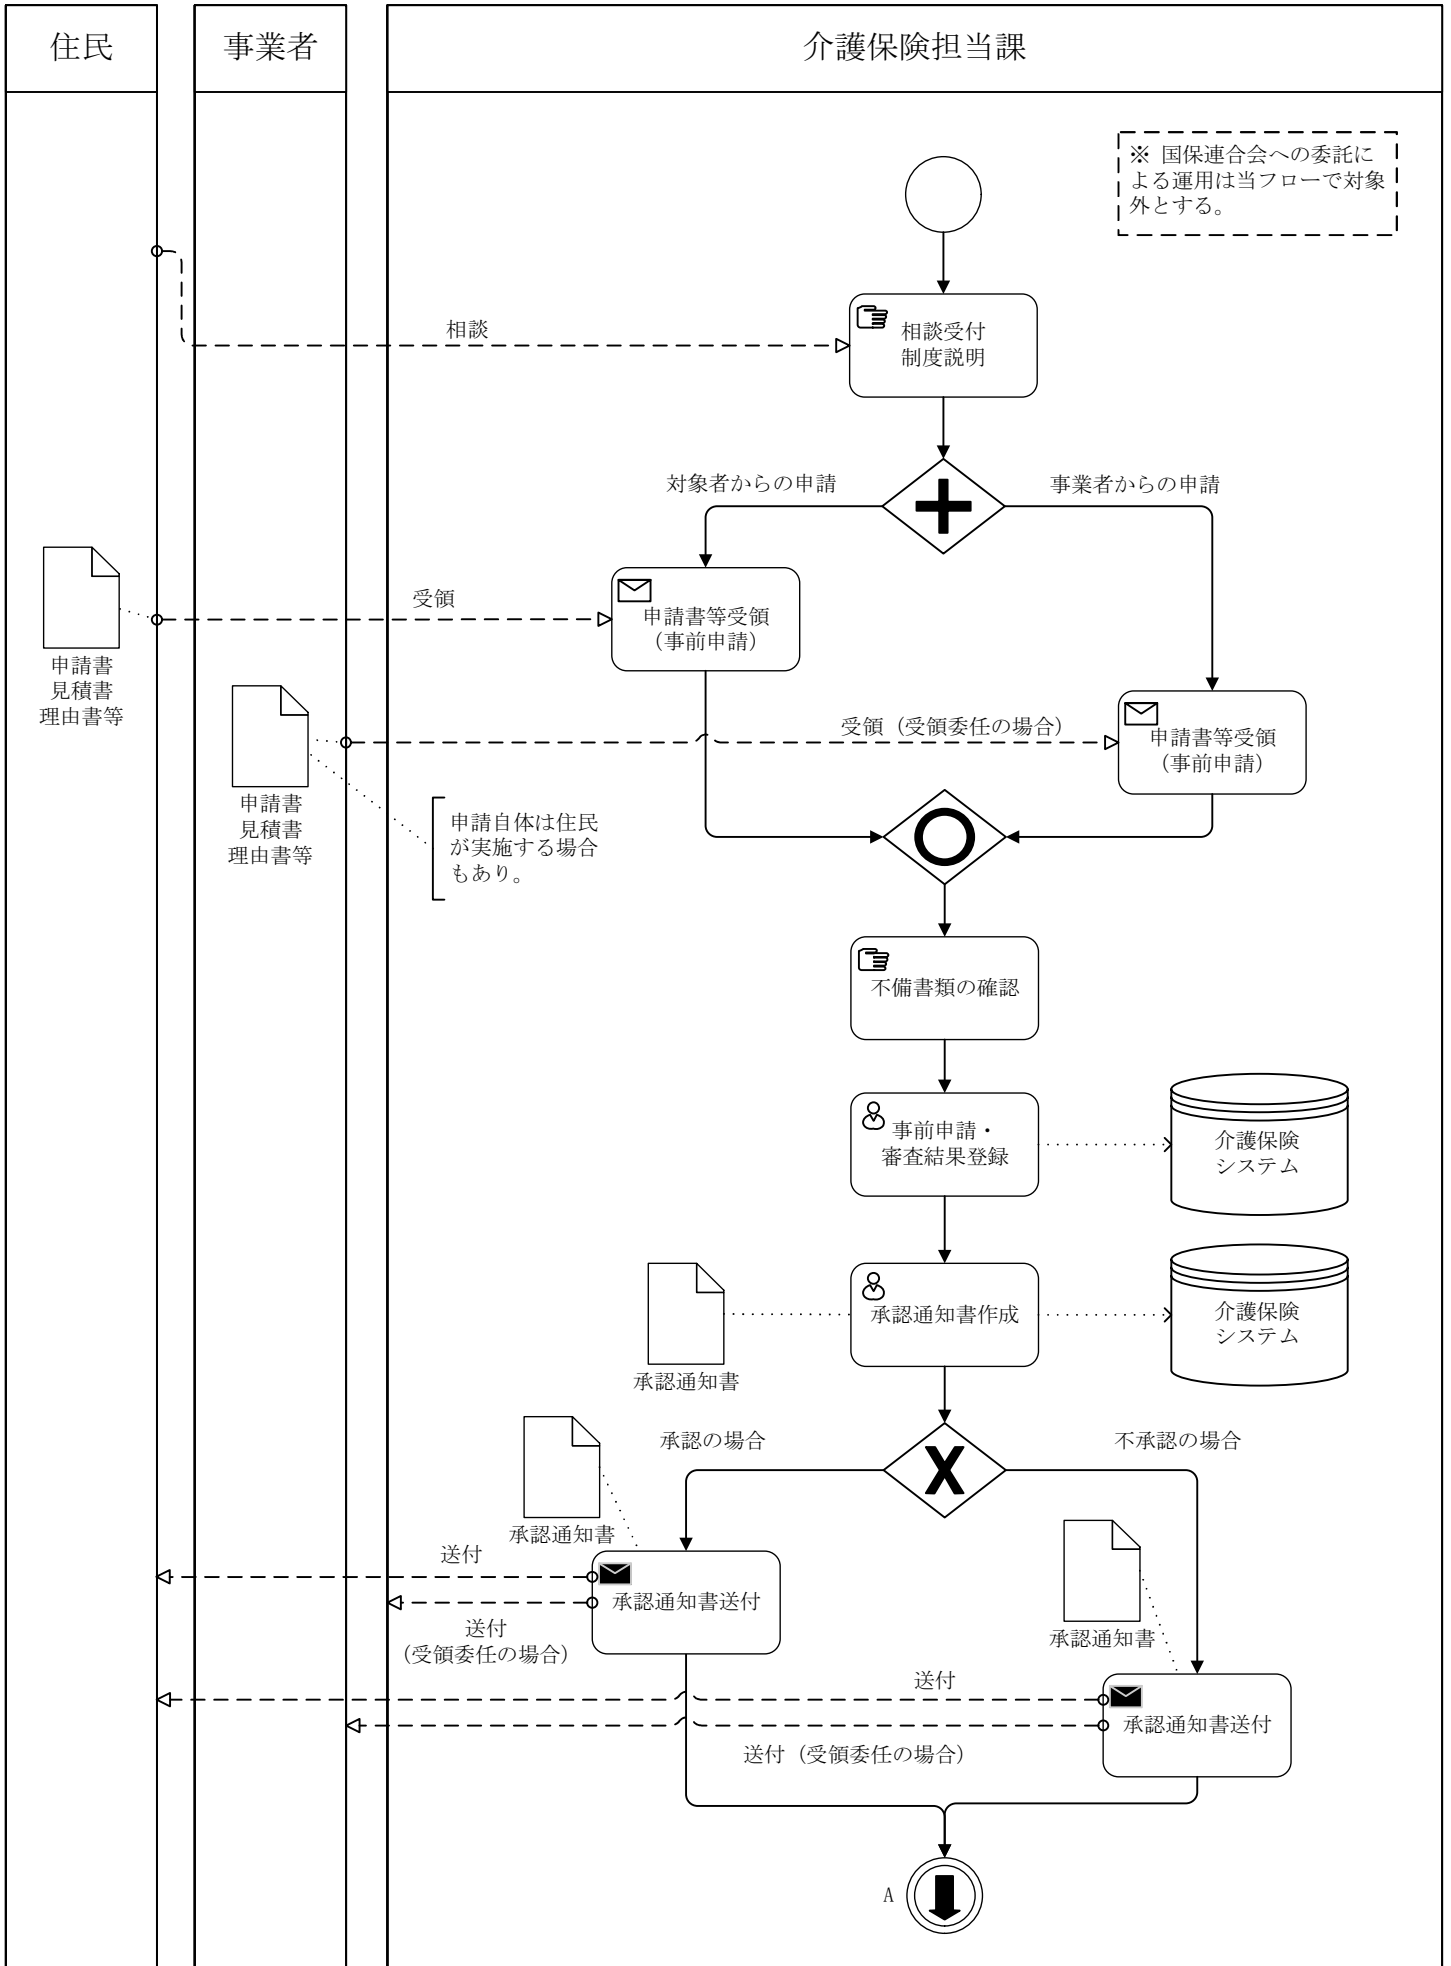 住民
事業者
介護保険担当課
※ 国保連合会への委託に
よる運用は当フローで対象
外とする。
相談
相談受付
制度説明
対象者からの申請
事業者からの申請
受領
申請書等受領
(事前申請)
申請書
見積書
理由書等
受領(受領委任の場合)
申請書等受領
(事前申請)
申請書
見積書
理由書等
申請自体は住民
が実施する場合
もあり。
不備書類の確認
事前申請・
審査結果登録
介護保険
システム
承認通知書作成
介護保険
システム
承認通知書
承認の場合
不承認の場合
承認通知書
送付
承認通知書送付
送付
(受領委任の場合)
承認通知書
送付
承認通知書送付
送付(受領委任の場合)
A